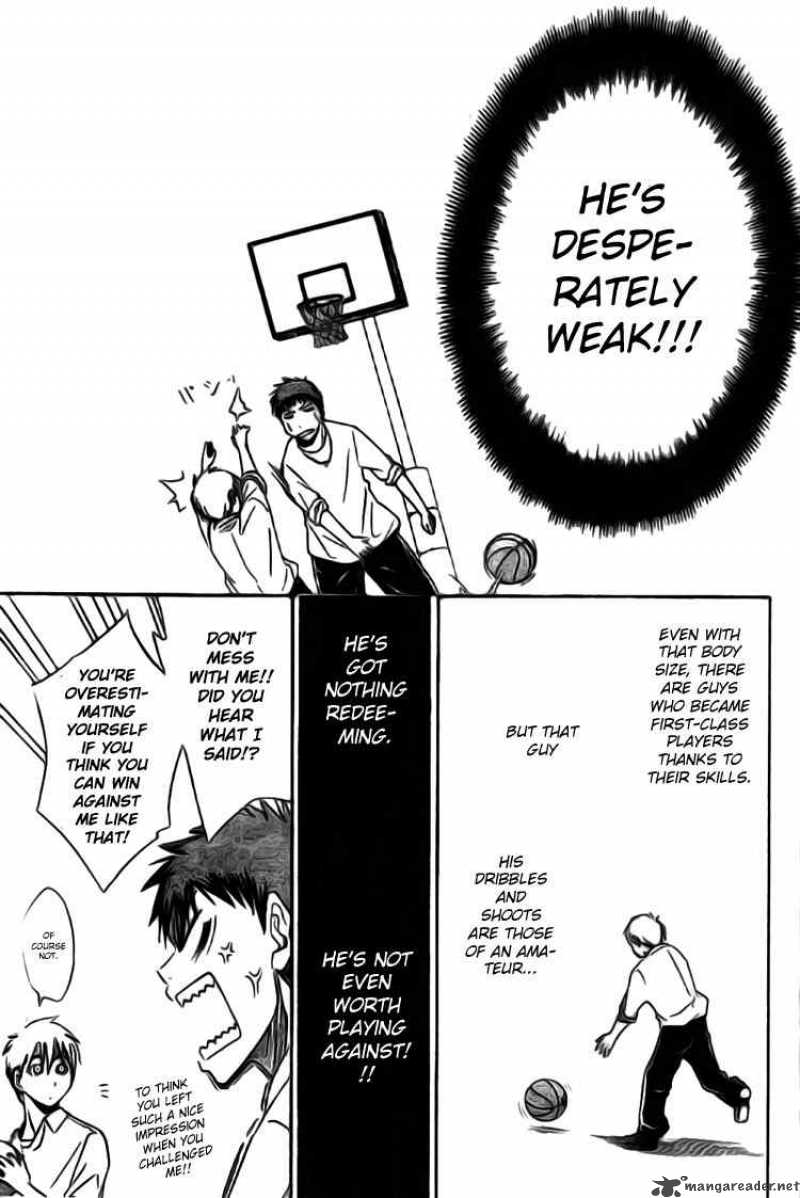 HE'S
DESPE-
RATELY
WEAK!!!
パシ
EVEN WITH
THAT BODY
SIZE, THERE
ARE GUYS
WHO BECAME
FIRST-CLASS
PLAYERS
THANKS TO
THEIR SKILLS.
BUT THAT
GUY
HIS
DRIBBLES
AND
SHOOTS
ARE THOSE
OF AN AMA-
TEUR...
HE'S
GOT
NOTHING
REDEE-
MING.
HE'S NOT
EVEN
WORTH
PLAYING
AGAINST!
!!
DON'T
MESS
WITH ME!!
DID YOU
HEAR
WHAT I
SAID!?
YOU'RE
OVERESTI-
MATING
YOURSELF
IF YOU
THINK YOU
CAN WIN
AGAINST
ME LIKE
THAT!
OF
COURSE
NOT.
TO THINK
YOU LEFT
SUCH A NICE
IMPRESSION
WHEN YOU
CHALLENGED
ME!!
mangareader.net